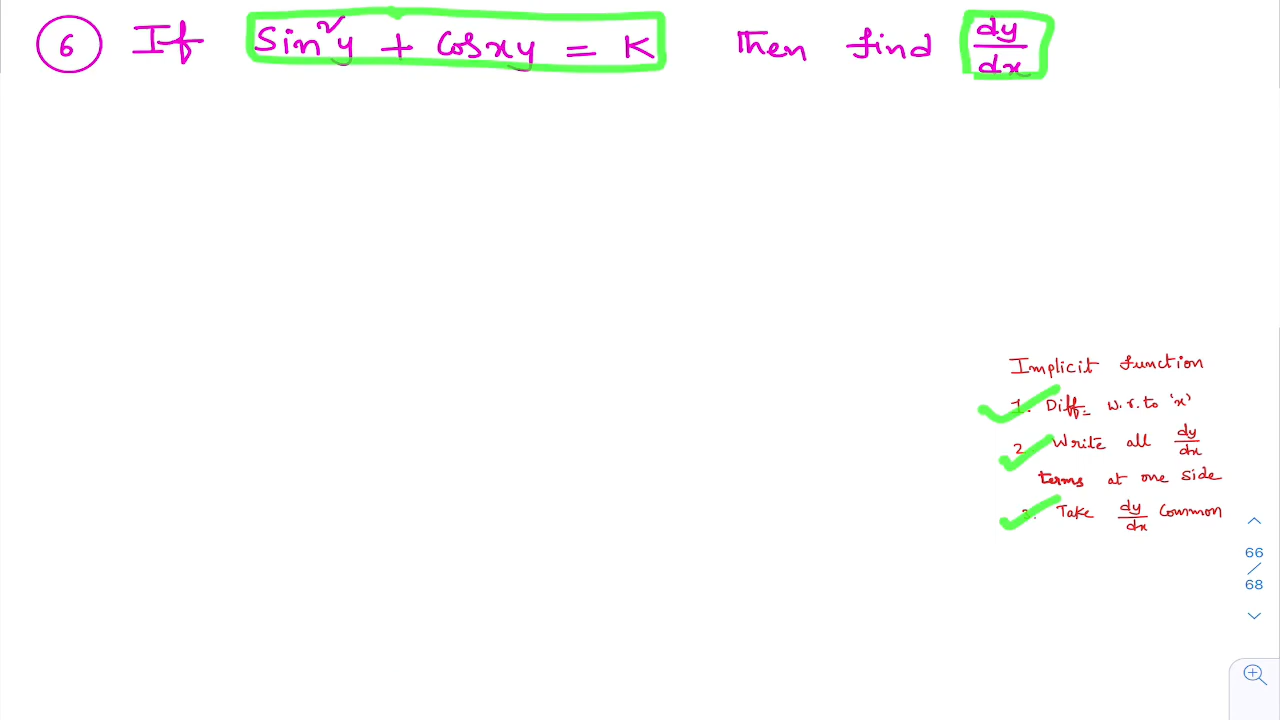 6 If Sin²y + Cosxy = K Then find dy/dx
Implicit function
1. Diff. w.r.to 'x'
2. Write all dy/dx
terms at one side
3. Take dy/dx Common
66
/
68